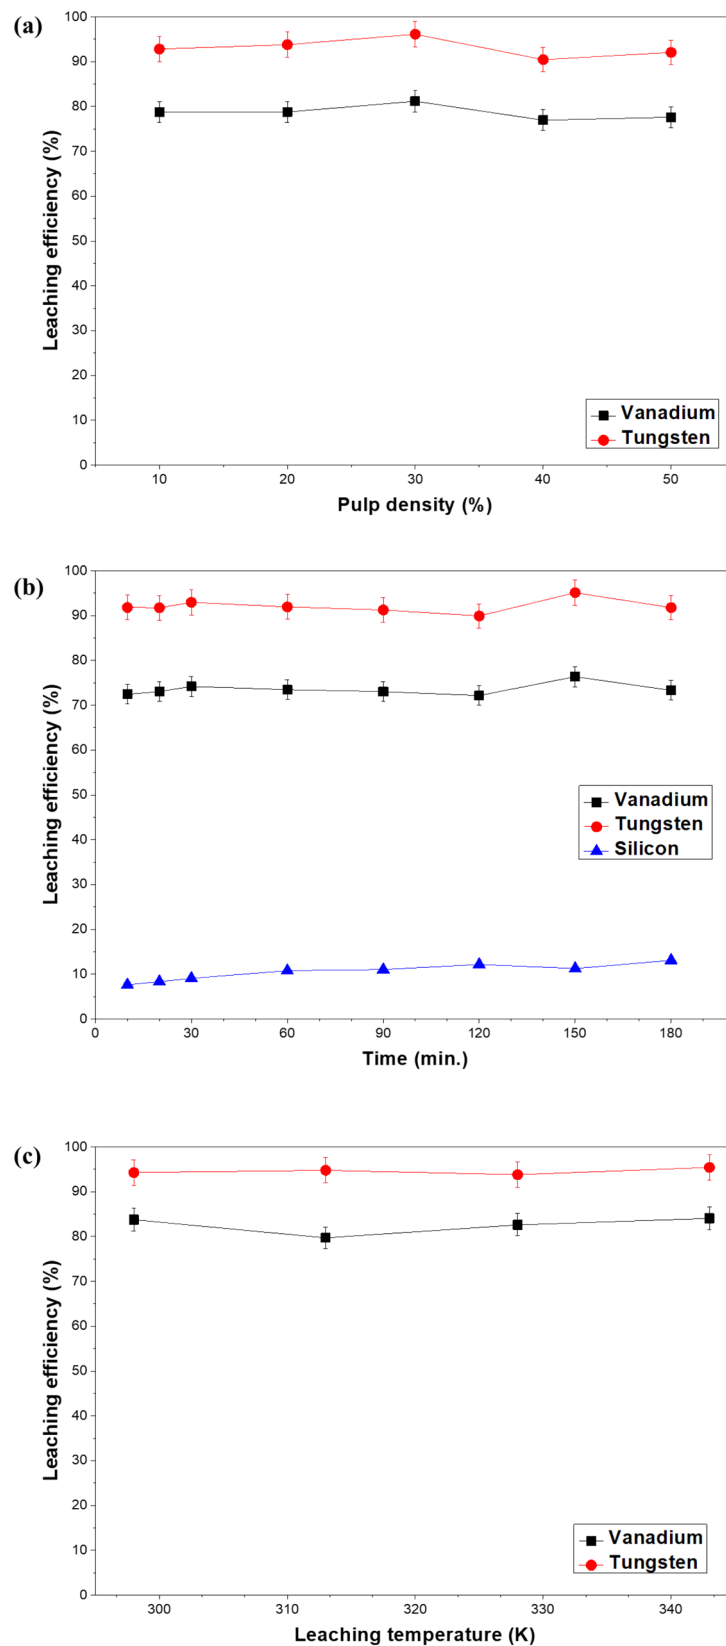 (a)
100
90
80
70
60
50
40
30
20
10
0
Leaching efficiency (%)
Vanadium
Tungsten
10 20 30 40 50
Pulp density (%)
(b)
100
90
80
70
60
50
40
30
20
10
0
Leaching efficiency (%)
Vanadium
Tungsten
Silicon
0 30 60 90 120 150 180
Time (min.)
(c)
100
90
80
70
60
50
40
30
20
10
0
Leaching efficiency (%)
Vanadium
Tungsten
300 310 320 330 340
Leaching temperature (K)